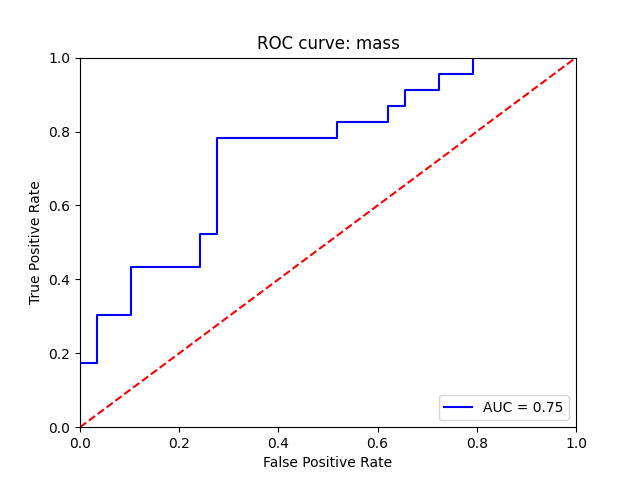 ROC curve: mass
1.0
0.8
0.6
0.4
0.2
0.0
True Positive Rate
0.0 0.2 0.4 0.6 0.8 1.0
False Positive Rate
AUC = 0.75